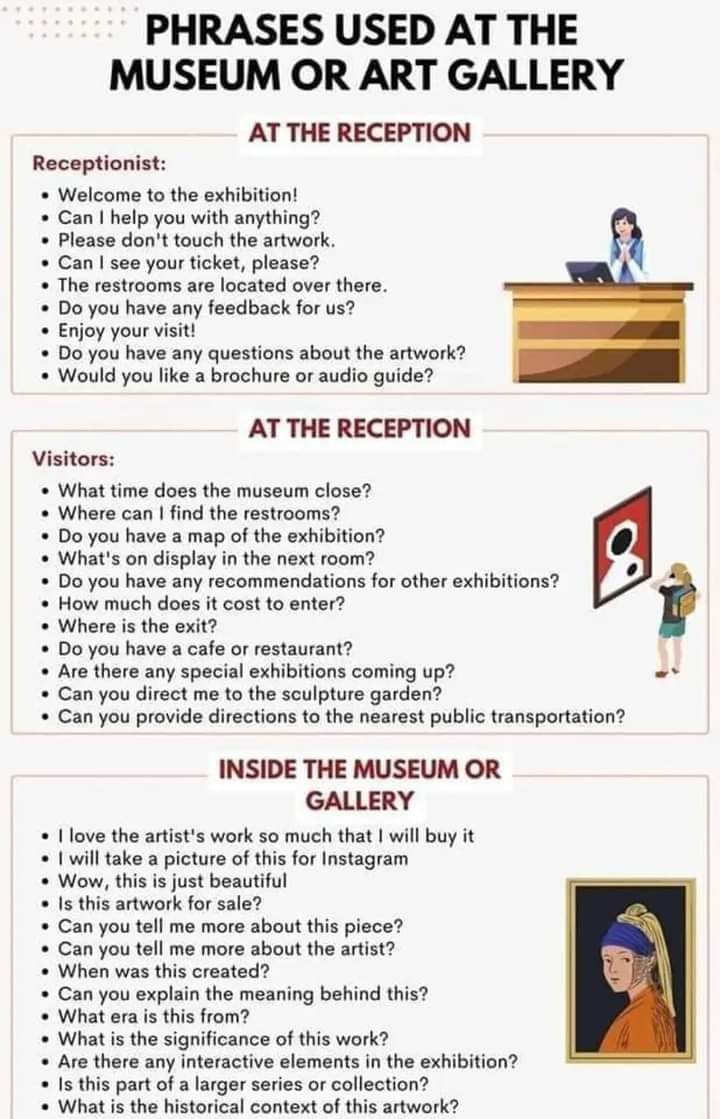 PHRASES USED AT THE
MUSEUM OR ART GALLERY
AT THE RECEPTION
Receptionist:
• Welcome to the exhibition!
• Can I help you with anything?
• Please don't touch the artwork.
• Can I see your ticket, please?
• The restrooms are located over there.
• Do you have any feedback for us?
• Enjoy your visit!
• Do you have any questions about the artwork?
• Would you like a brochure or audio guide?
AT THE RECEPTION
Visitors:
• What time does the museum close?
• Where can I find the restrooms?
• Do you have a map of the exhibition?
• What's on display in the next room?
• Do you have any recommendations for other exhibitions?
• How much does it cost to enter?
• Where is the exit?
• Do you have a cafe or restaurant?
• Are there any special exhibitions coming up?
• Can you direct me to the sculpture garden?
• Can you provide directions to the nearest public transportation?
INSIDE THE MUSEUM OR
GALLERY
• I love the artist's work so much that I will buy it
• I will take a picture of this for Instagram
• Wow, this is just beautiful
• Is this artwork for sale?
• Can you tell me more about this piece?
• Can you tell me more about the artist?
• When was this created?
• Can you explain the meaning behind this?
• What era is this from?
• What is the significance of this work?
• Are there any interactive elements in the exhibition?
• Is this part of a larger series or collection?
• What is the historical context of this artwork?